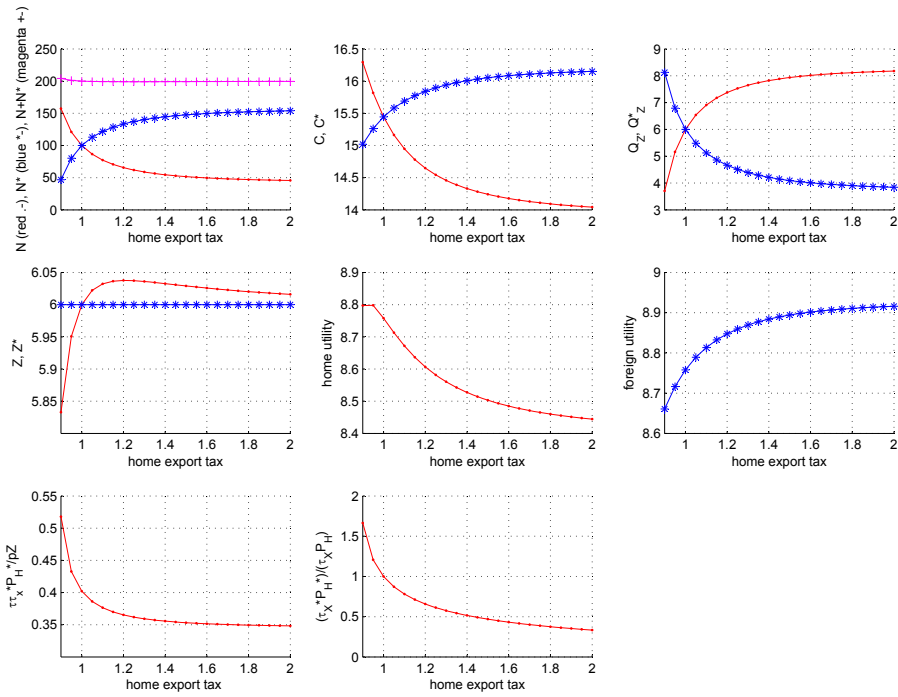 N (red .-), N* (blue *-), N+N* (magenta +-)
250
200
150
100
50
0
1 1.2 1.4 1.6 1.8 2
home export tax
C, C*
16.5
16
15.5
15
14.5
14
1 1.2 1.4 1.6 1.8 2
home export tax
Q_Z, Q*_Z
9
8
7
6
5
4
3
1 1.2 1.4 1.6 1.8 2
home export tax
Z, Z*
6.05
6
5.95
5.9
5.85
1 1.2 1.4 1.6 1.8 2
home export tax
home utility
8.9
8.8
8.7
8.6
8.5
8.4
1 1.2 1.4 1.6 1.8 2
home export tax
foreign utility
9
8.9
8.8
8.7
8.6
1 1.2 1.4 1.6 1.8 2
home export tax
ττ_x*P_H*/pZ
0.55
0.5
0.45
0.4
0.35
1 1.2 1.4 1.6 1.8 2
home export tax
(τ_X*P_H*)/(τ_XP_H)
2
1.5
1
0.5
0
1 1.2 1.4 1.6 1.8 2
home export tax